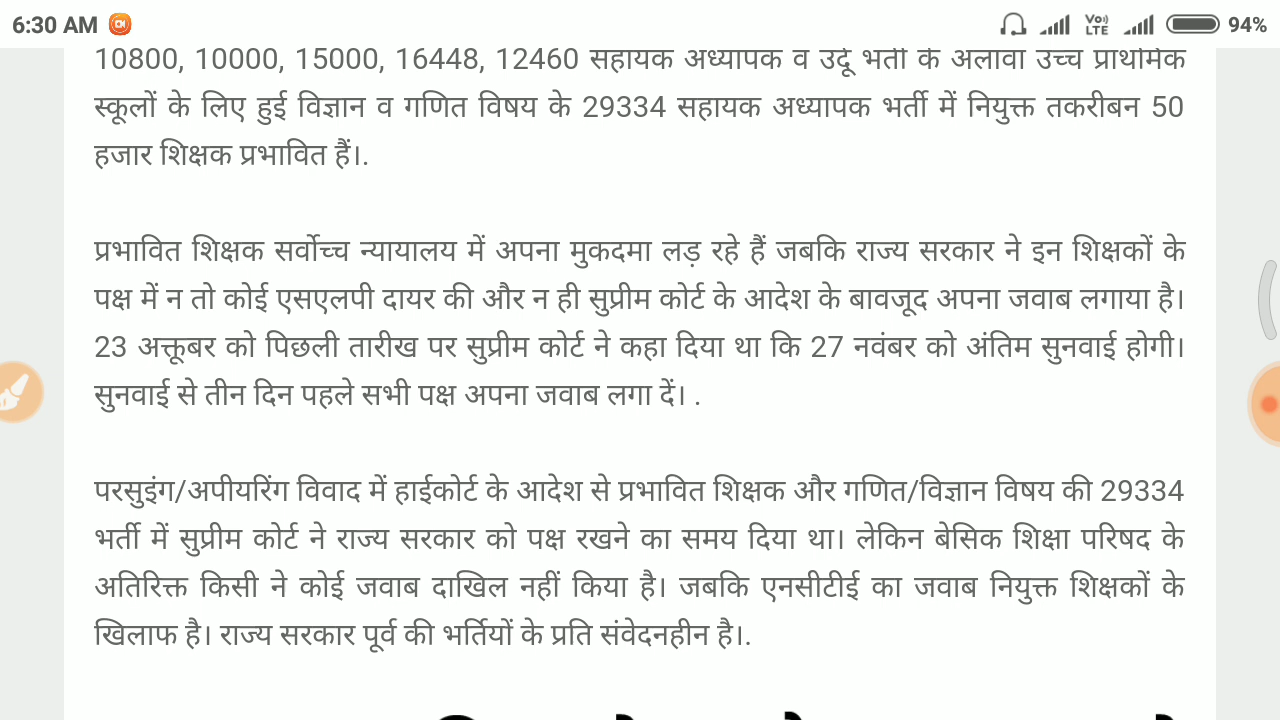 6:30 AM
Vo)) LTE
94%
10800, 10000, 15000, 16448, 12460 सहायक अध्यापक व उर्दू भर्ती के अलावा उच्च प्राथमिक
स्कूलों के लिए हुई विज्ञान व गणित विषय के 29334 सहायक अध्यापक भर्ती में नियुक्त तकरीबन 50
हजार शिक्षक प्रभावित हैं।.
प्रभावित शिक्षक सर्वोच्च न्यायालय में अपना मुकदमा लड़ रहे हैं जबकि राज्य सरकार ने इन शिक्षकों के
पक्ष में न तो कोई एसएलपी दायर की और न ही सुप्रीम कोर्ट के आदेश के बावजूद अपना जवाब लगाया है।
23 अक्तूबर को पिछली तारीख पर सुप्रीम कोर्ट ने कहा दिया था कि 27 नवंबर को अंतिम सुनवाई होगी।
सुनवाई से तीन दिन पहले सभी पक्ष अपना जवाब लगा दें। .
परसुइंग/अपीयरिंग विवाद में हाईकोर्ट के आदेश से प्रभावित शिक्षक और गणित/विज्ञान विषय की 29334
भर्ती में सुप्रीम कोर्ट ने राज्य सरकार को पक्ष रखने का समय दिया था। लेकिन बेसिक शिक्षा परिषद के
अतिरिक्त किसी ने कोई जवाब दाखिल नहीं किया है। जबकि एनसीटीई का जवाब नियुक्त शिक्षकों के
खिलाफ है। राज्य सरकार पूर्व की भर्तियों के प्रति संवेदनहीन है।.